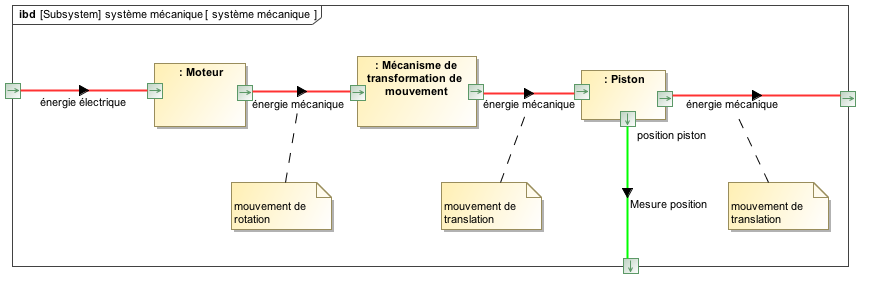 ibd [Subsystem] système mécanique [ système mécanique ]
: Moteur
: Mécanisme de
transformation de
mouvement
: Piston
énergie électrique
énergie mécanique
énergie mécanique
énergie mécanique
position piston
mouvement de
rotation
mouvement de
translation
Mesure position
mouvement de
translation